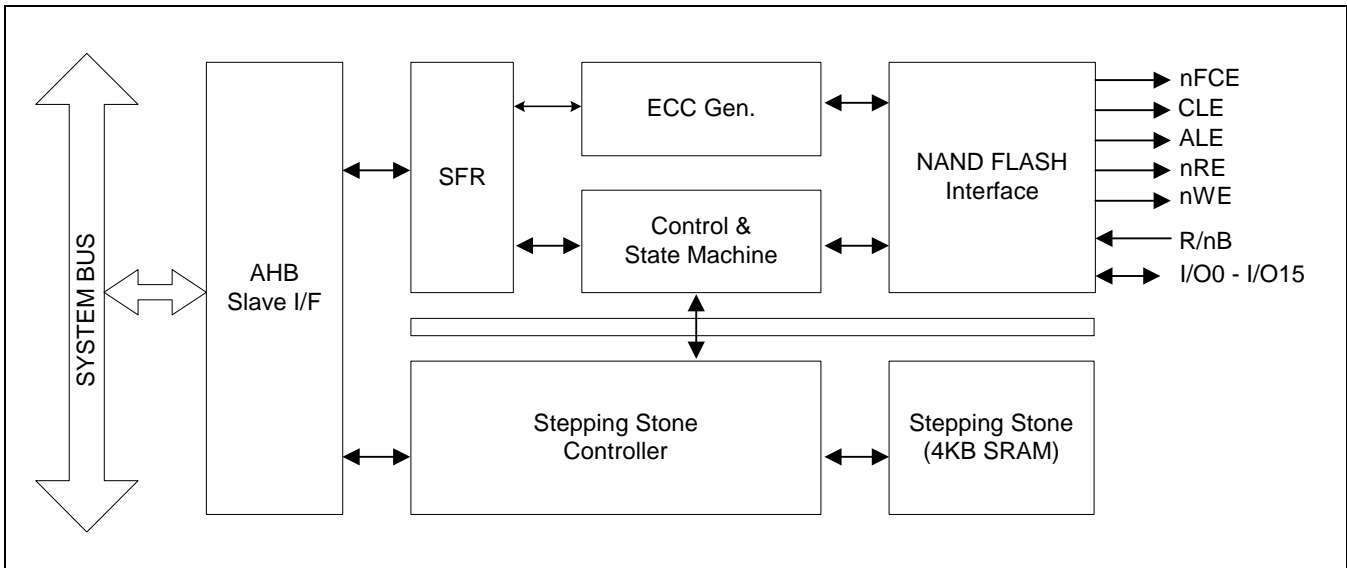 SYSTEM BUS
AHB
Slave I/F
SFR
ECC Gen.
Control &
State Machine
NAND FLASH
Interface
nFCE
CLE
ALE
nRE
nWE
R/nB
I/O0 - I/O15
Stepping Stone
Controller
Stepping Stone
(4KB SRAM)